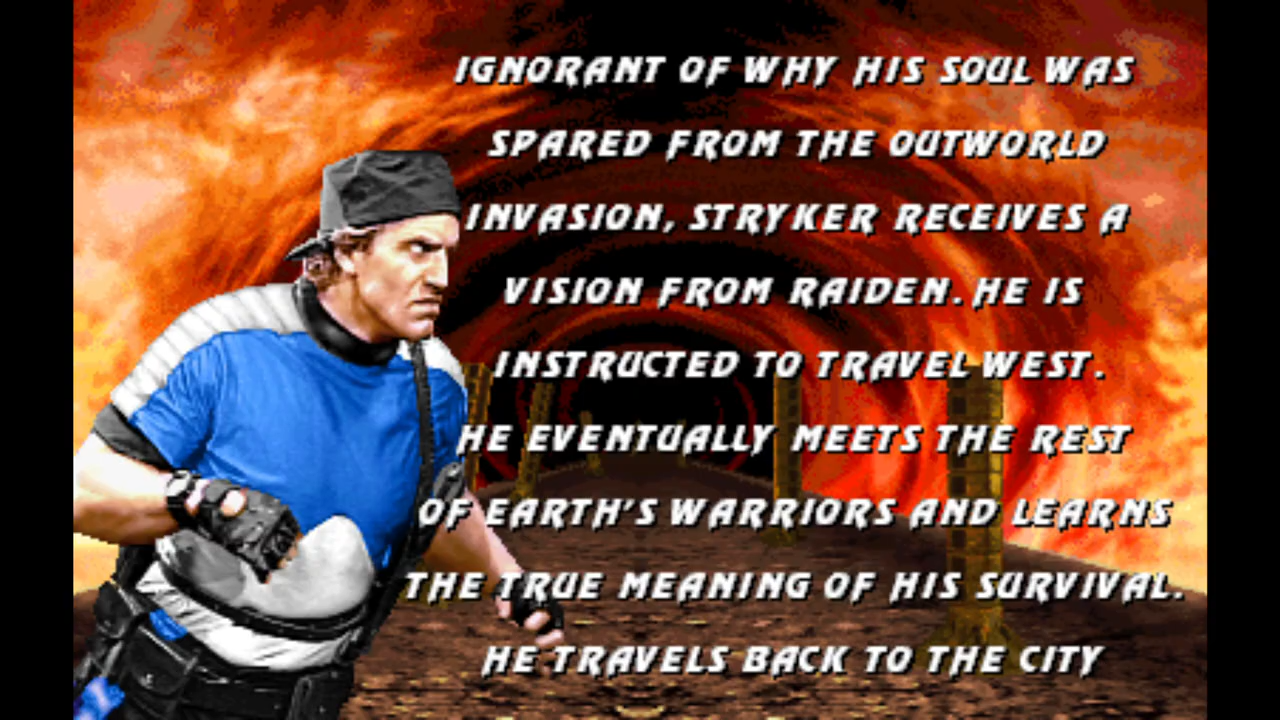 IGNORANT OF WHY HIS SOUL WAS
SPARED FROM THE OUTWORLD
INVASION, STRYKER RECEIVES A
VISION FROM RAIDEN. HE IS
INSTRUCTED TO TRAVEL WEST.
HE EVENTUALLY MEETS THE REST
OF EARTH'S WARRIORS AND LEARNS
THE TRUE MEANING OF HIS SURVIVAL.
HE TRAVELS BACK TO THE CITY